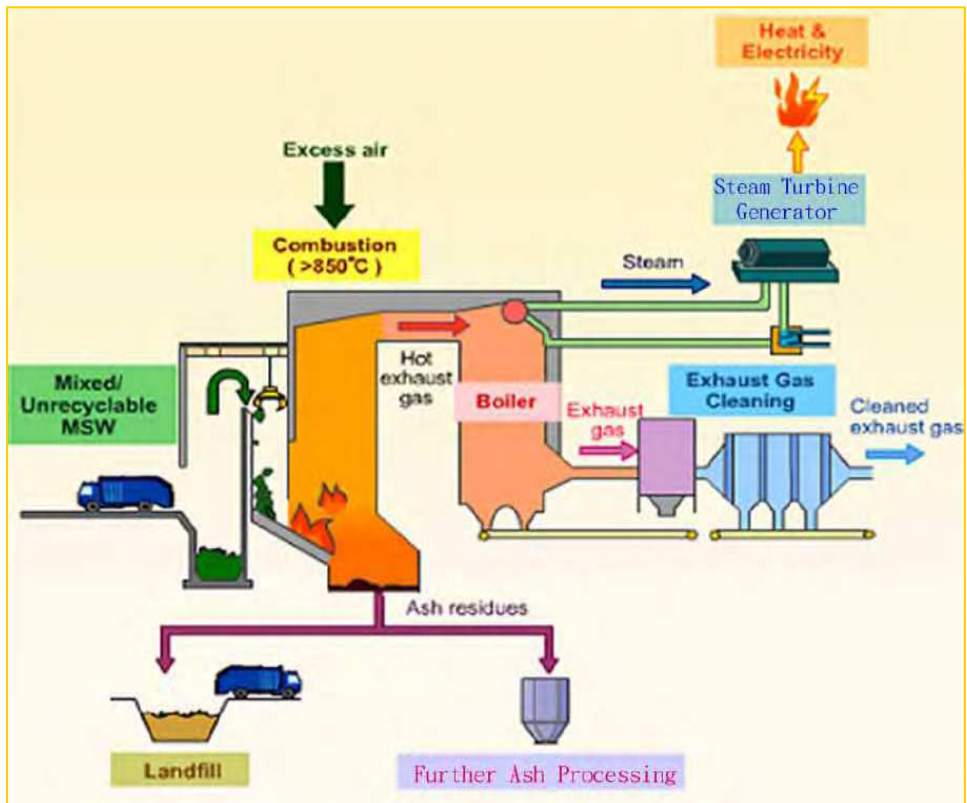 Heat &
Electricity
Excess air
Steam Turbine
Generator
Combustion
( >850°C )
Steam
Mixed/
Unrecyclable
MSW
Hot
exhaust
gas
Boiler
Exhaust Gas
Cleaning
Exhaust
gas
Cleaned
exhaust gas
Ash residues
Landfill
Further Ash Processing